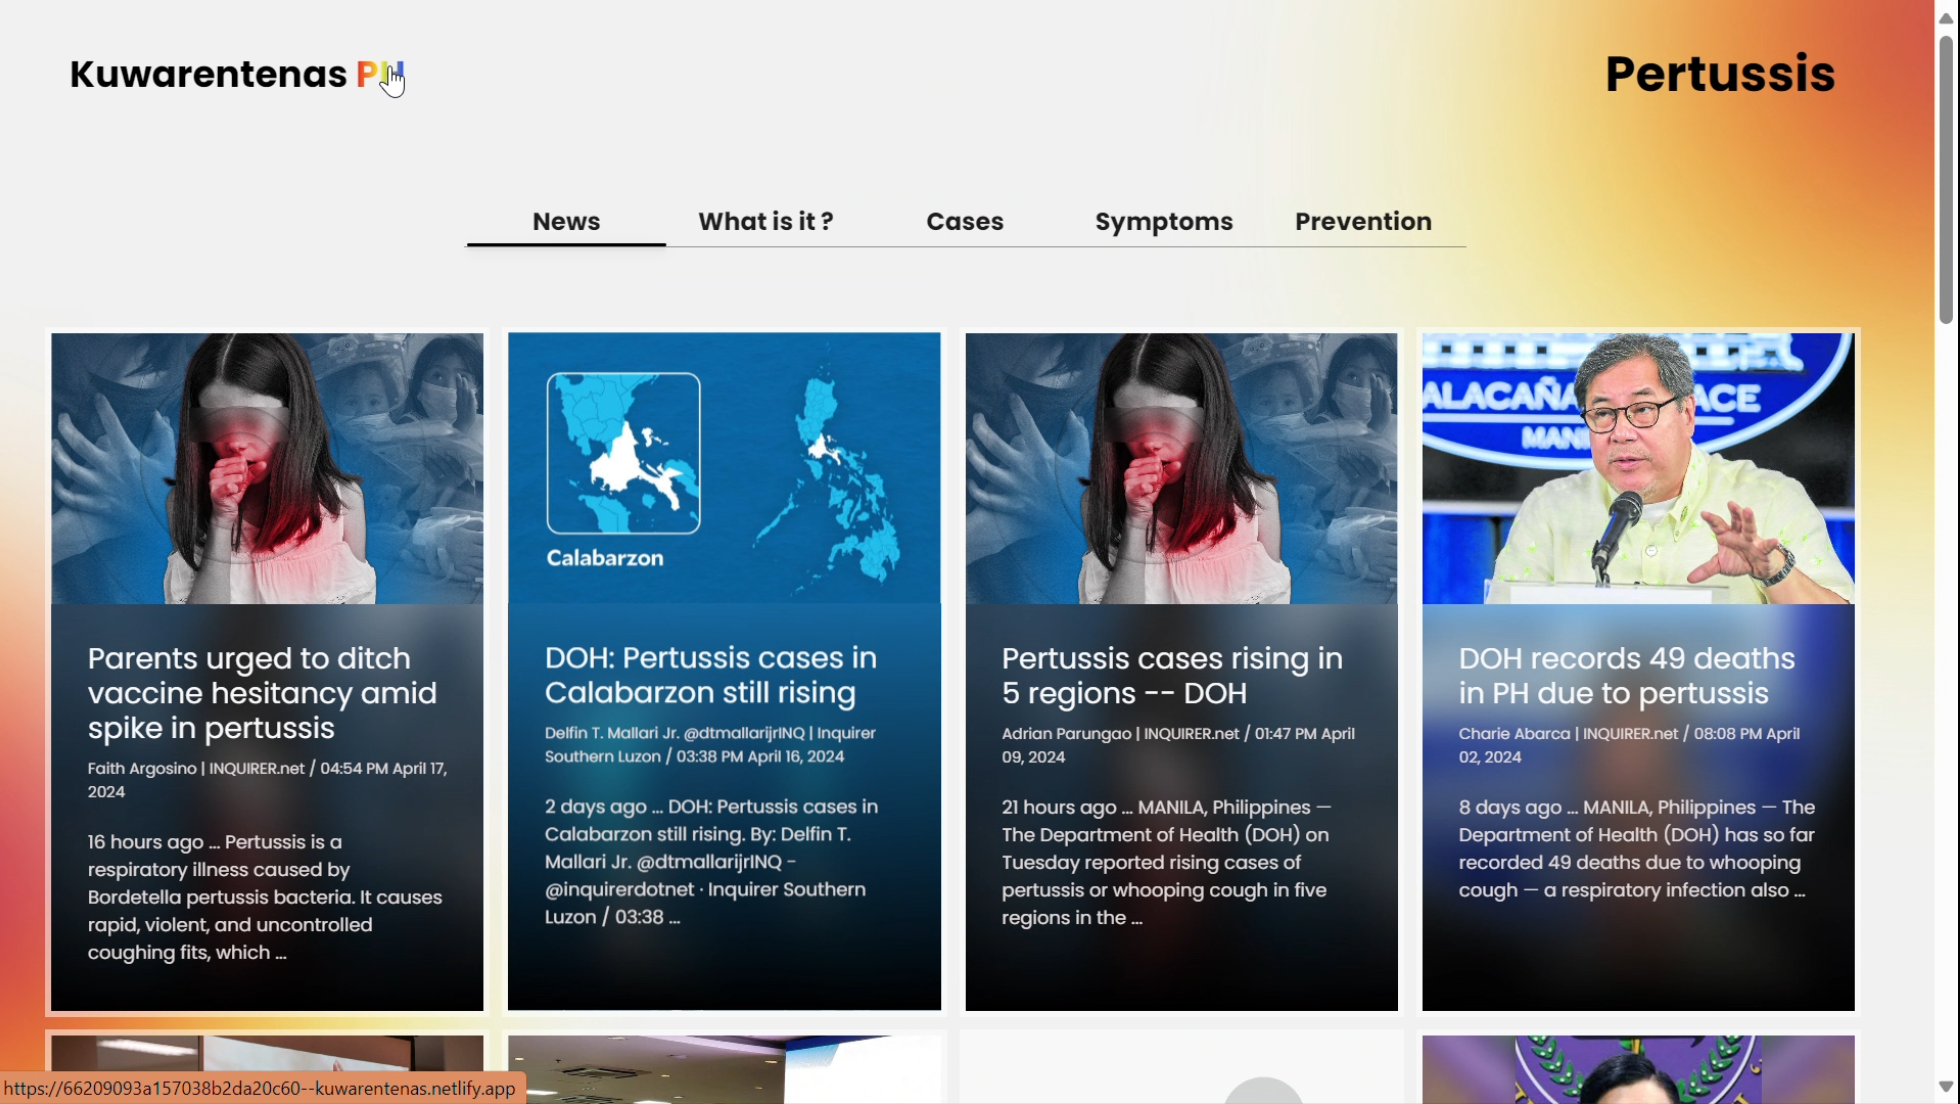 Kuwarentenas PH
Pertussis
News
What is it ?
Cases
Symptoms
Prevention
Parents urged to ditch
vaccine hesitancy amid
spike in pertussis
Faith Argosino | INQUIRER.net / 04:54 PM April 17,
2024
16 hours ago ... Pertussis is a
respiratory illness caused by
Bordetella pertussis bacteria. It causes
rapid, violent, and uncontrolled
coughing fits, which ...
Calabarzon
DOH: Pertussis cases in
Calabarzon still rising
Delfin T. Mallari Jr. @dtmallarijrINQ | Inquirer
Southern Luzon / 03:38 PM April 16, 2024
2 days ago ... DOH: Pertussis cases in
Calabarzon still rising. By: Delfin T.
Mallari Jr. @dtmallarijrINQ -
@inquirerdotnet · Inquirer Southern
Luzon / 03:38 ...
Pertussis cases rising in
5 regions -- DOH
Adrian Parungao | INQUIRER.net / 01:47 PM April
09, 2024
21 hours ago ... MANILA, Philippines —
The Department of Health (DOH) on
Tuesday reported rising cases of
pertussis or whooping cough in five
regions in the ...
ALACAÑA ACE
MANI
DOH records 49 deaths
in PH due to pertussis
Charie Abarca | INQUIRER.net / 08:08 PM April
02, 2024
8 days ago ... MANILA, Philippines — The
Department of Health (DOH) has so far
recorded 49 deaths due to whooping
cough — a respiratory infection also ...
https://66209093a157038b2da20c60--kuwarentenas.netlify.app